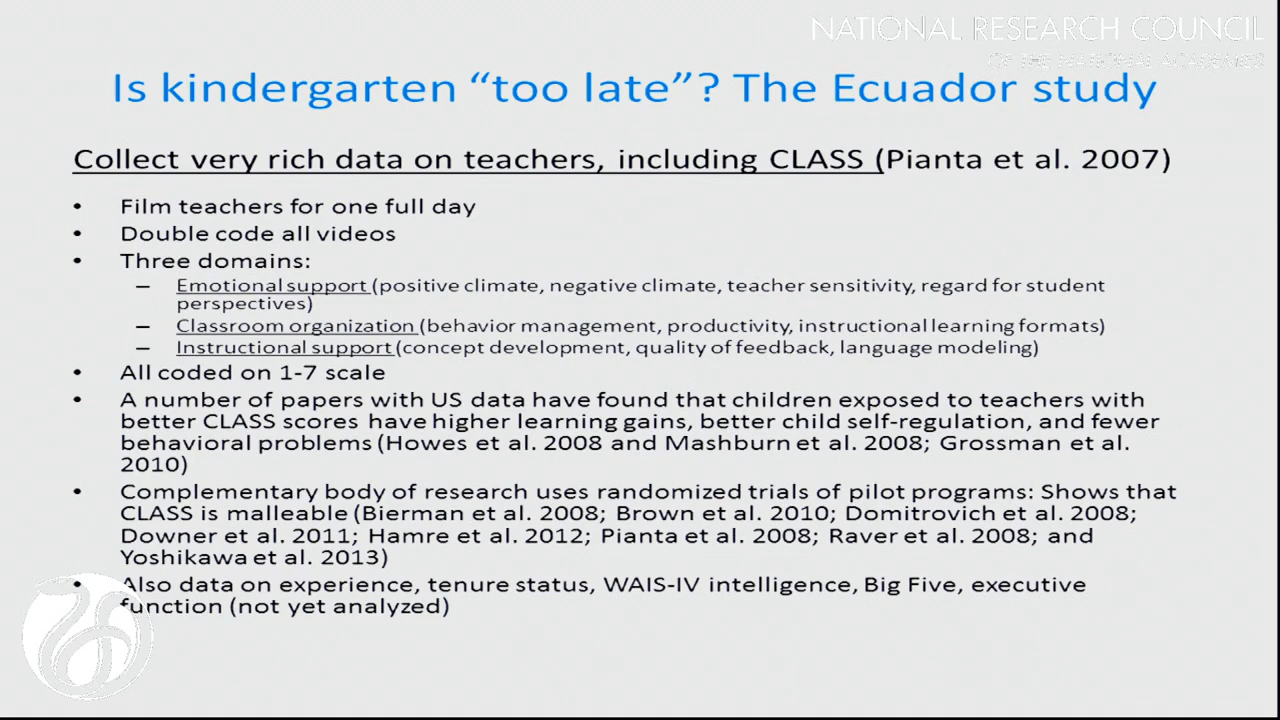 NATIONAL RESEARCH COUNCIL
OF THE NATIONAL ACADEMIES
Is kindergarten “too late”? The Ecuador study
Collect very rich data on teachers, including CLASS (Pianta et al. 2007)
• Film teachers for one full day
• Double code all videos
• Three domains:
– Emotional support (positive climate, negative climate, teacher sensitivity, regard for student
perspectives)
– Classroom organization (behavior management, productivity, instructional learning formats)
– Instructional support (concept development, quality of feedback, language modeling)
• All coded on 1-7 scale
• A number of papers with US data have found that children exposed to teachers with
better CLASS scores have higher learning gains, better child self-regulation, and fewer
behavioral problems (Howes et al. 2008 and Mashburn et al. 2008; Grossman et al.
2010)
• Complementary body of research uses randomized trials of pilot programs: Shows that
CLASS is malleable (Bierman et al. 2008; Brown et al. 2010; Domitrovich et al. 2008;
Downer et al. 2011; Hamre et al. 2012; Pianta et al. 2008; Raver et al. 2008; and
Yoshikawa et al. 2013)
• Also data on experience, tenure status, WAIS-IV intelligence, Big Five, executive
function (not yet analyzed)